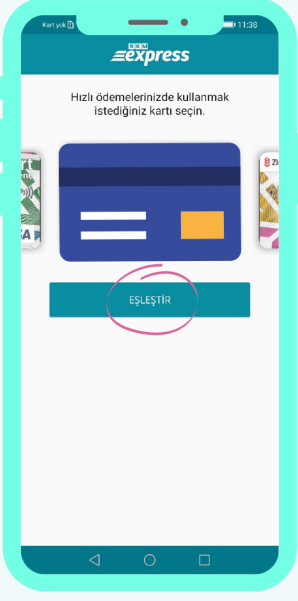 Kart yok
11:38
BKM
express
Hızlı ödemelerinizde kullanmak
istediğiniz kartı seçin.
EŞLEŞTİR